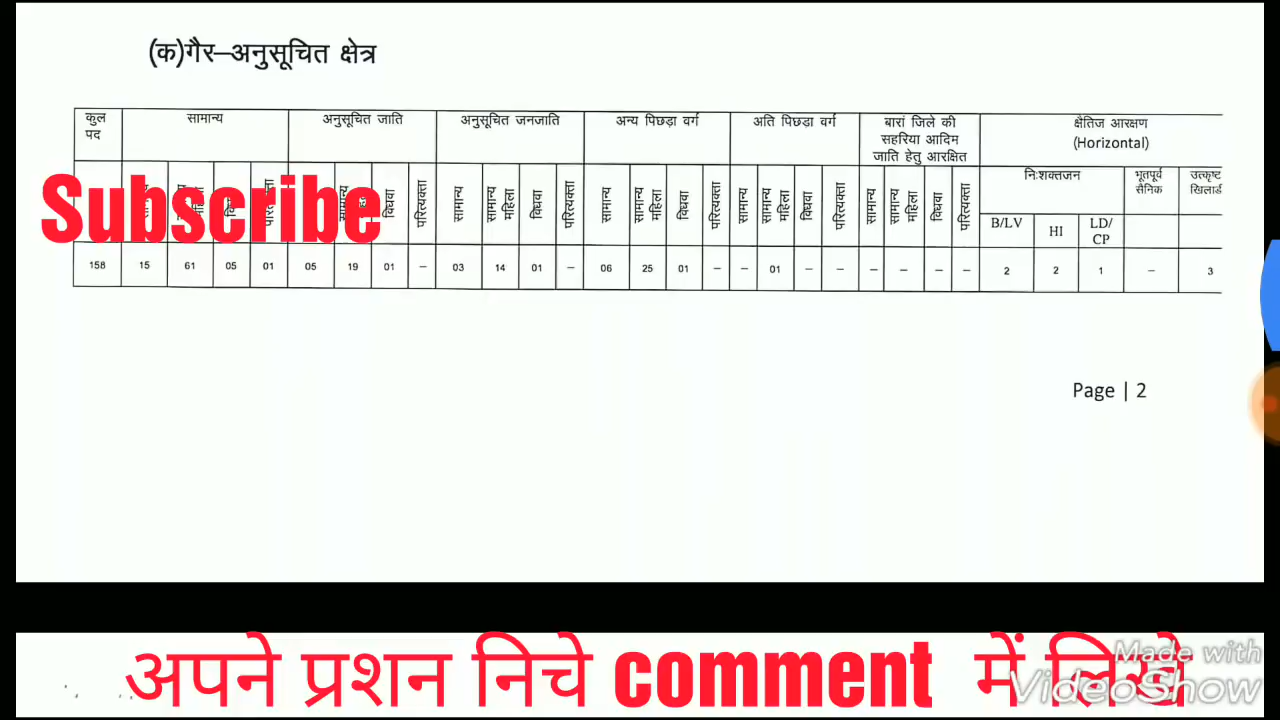 (क)गैर–अनुसूचित क्षेत्र
कुल पद सामान्य अनुसूचित जाति अनुसूचित जनजाति अन्य पिछड़ा वर्ग अति पिछडा वर्ग बारां जिले की सहरिया आदिम जाति हेतु आरक्षित क्षैतिज आरक्षण (Horizontal)
निःशक्तजन भूतपूर्व सैनिक उत्कृष्ट
विधवा परित्यक्ता सामान्य सामान्य महिला विधवा परित्यक्ता सामान्य सामान्य महिला विधवा परित्यक्ता सामान्य सामान्य महिला विधवा परित्यक्ता सामान्य सामान्य महिला विधवा परित्यक्ता
B/LV HI LD/CP
Subscribe
158 15 61 05 01 05 19 01 – 03 14 01 – 06 25 01 – – 01 – – – – – – 2 2 1 – 3
Page | 2
अपने प्रशन निचे comment में लिखे
Made with
VideoShow